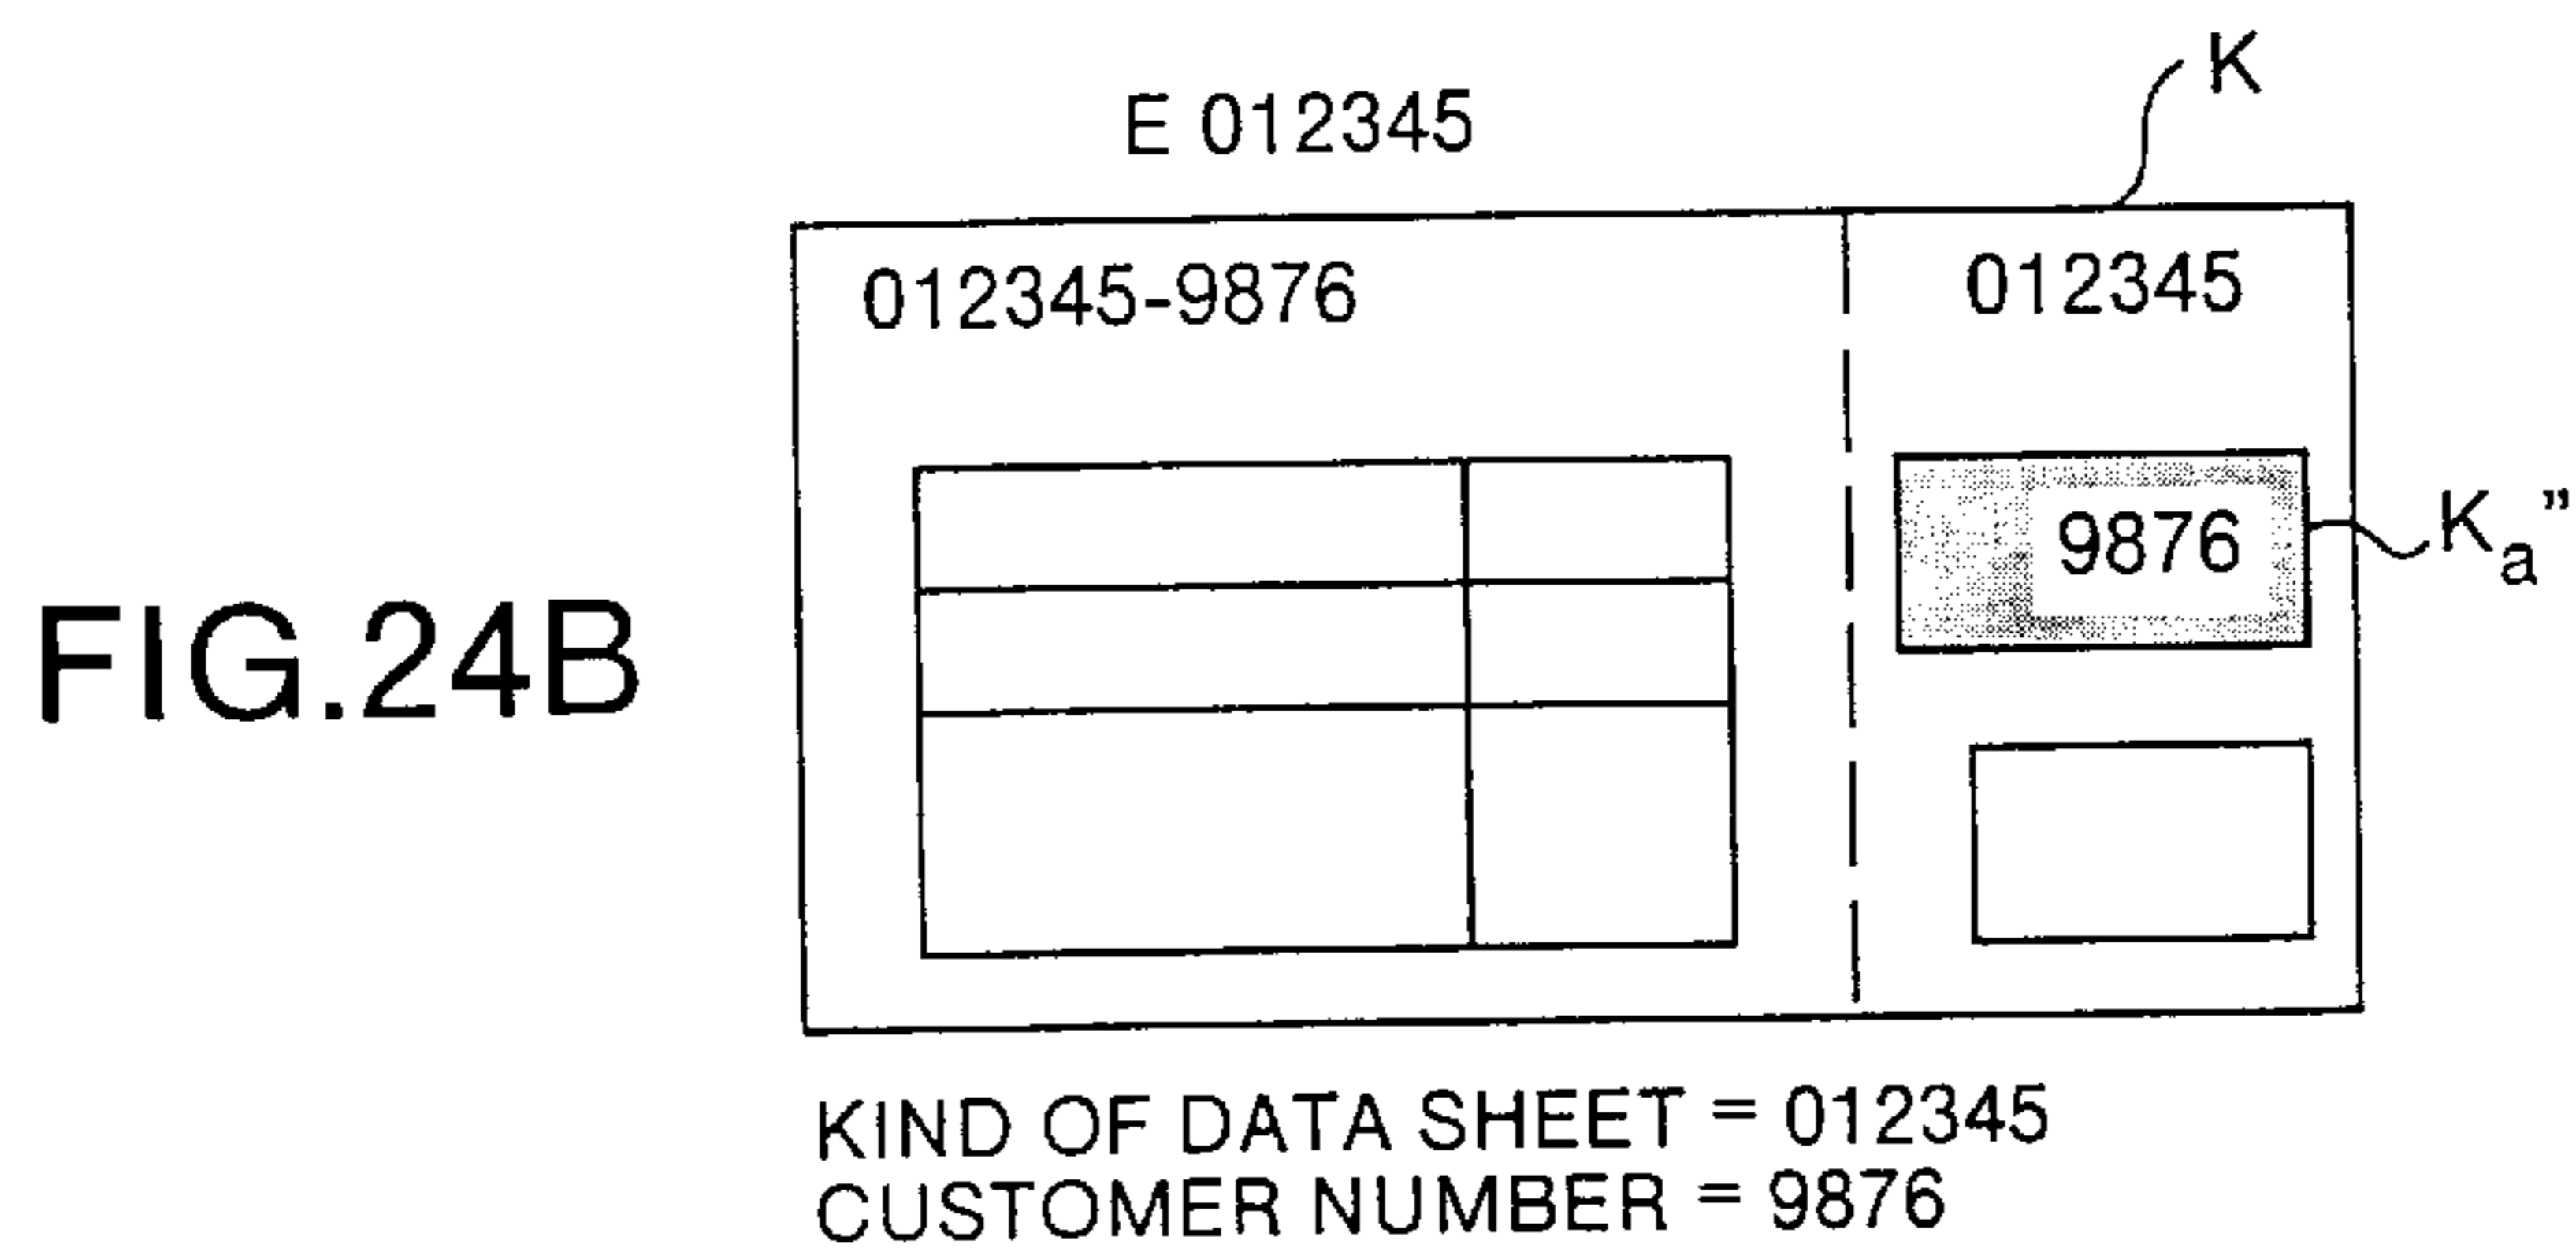 K
E 012345
012345-9876
012345
9876
Ka”
FIG.24B
KIND OF DATA SHEET = 012345
CUSTOMER NUMBER = 9876